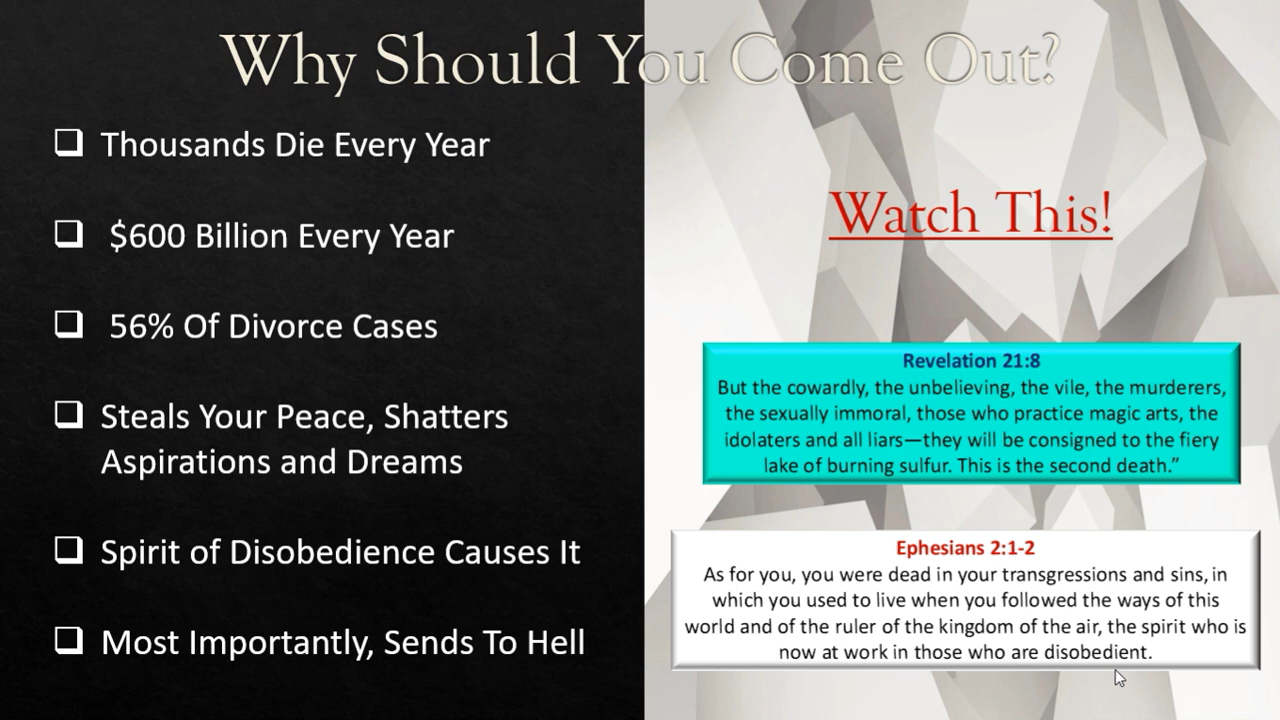 Why Should You Come Out?
Thousands Die Every Year
$600 Billion Every Year
56% Of Divorce Cases
Steals Your Peace, Shatters
Aspirations and Dreams
Spirit of Disobedience Causes It
Most Importantly, Sends To Hell
Watch This!
Revelation 21:8
But the cowardly, the unbelieving, the vile, the murderers,
the sexually immoral, those who practice magic arts, the
idolaters and all liars—they will be consigned to the fiery
lake of burning sulfur. This is the second death.”
Ephesians 2:1-2
As for you, you were dead in your transgressions and sins, in
which you used to live when you followed the ways of this
world and of the ruler of the kingdom of the air, the spirit who is
now at work in those who are disobedient.